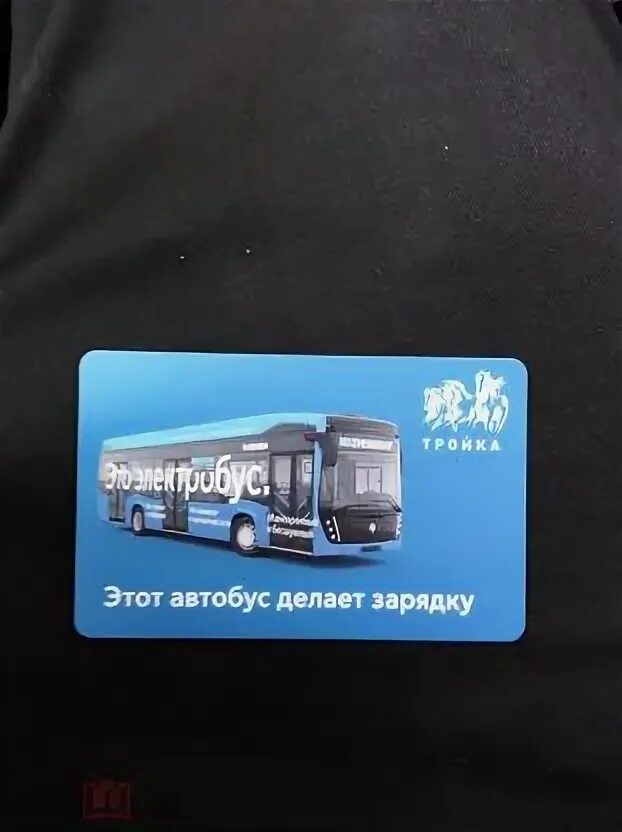 ТРОЙКА
Это электробус.
Этот автобус делает зарядку